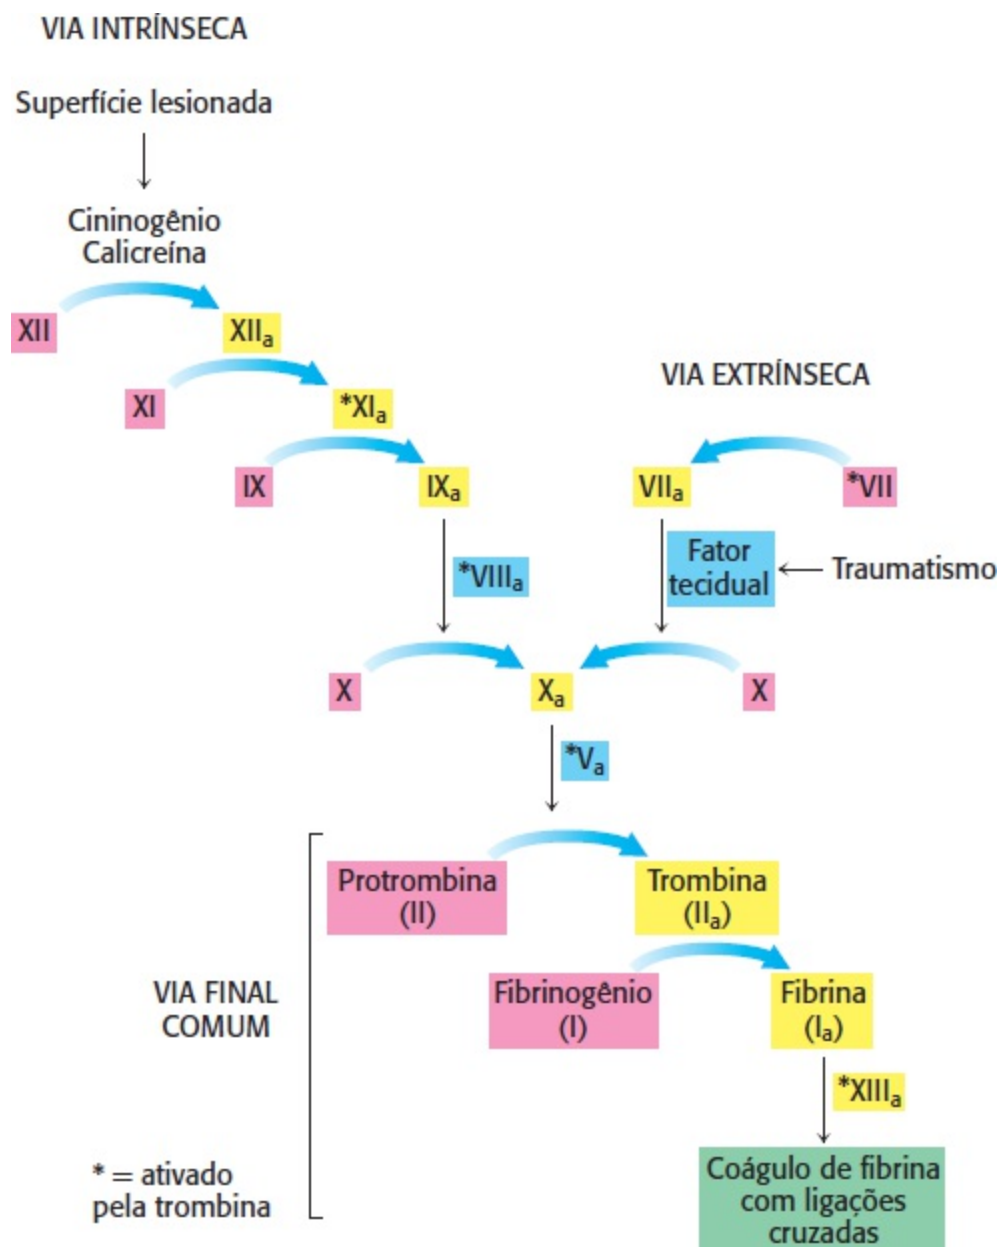 VIA INTRÍNSECA
Superfície lesionada
Cininogênio
Calicreína
XII
XIIa
XI
*XIa
VIA EXTRÍNSECA
IX
IXa
VIIa
*VII
*VIIIa
Fator
tecidual
Traumatismo
X
Xa
X
*Va
Protrombina
(II)
Trombina
(IIa)
VIA FINAL
COMUM
Fibrinogênio
(I)
Fibrina
(Ia)
*XIIIa
* = ativado
pela trombina
Coágulo de fibrina
com ligações
cruzadas